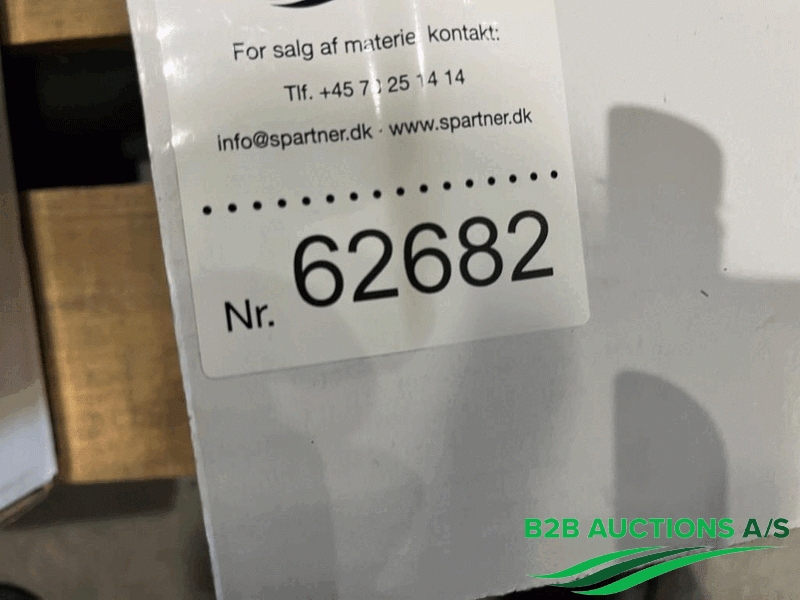 For salg af materiel kontakt:
Tlf. +45 25 14 14
info@spartner.dk · www.spartner.dk
Nr. 62682
B2B AUCTIONS A/S